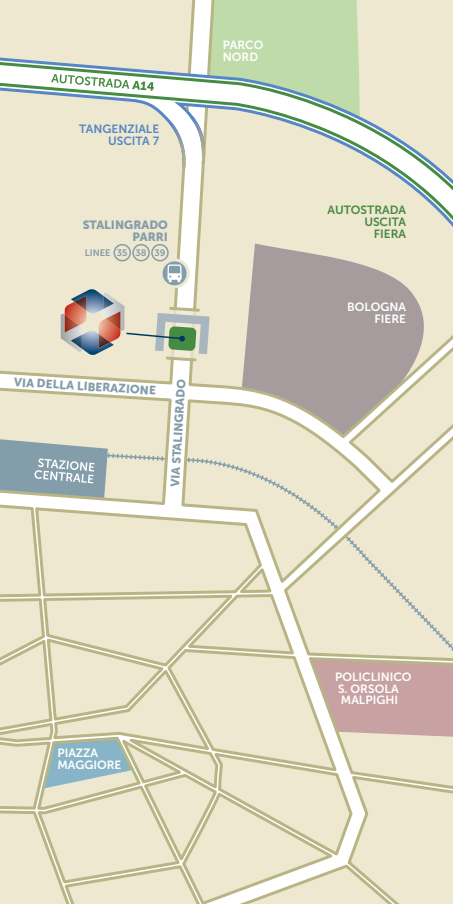 PARCO
NORD
AUTOSTRADA A14
TANGENZIALE
USCITA 7
AUTOSTRADA
USCITA
FIERA
STALINGRADO
PARRI
LINEE 35 38 39
BOLOGNA
FIERE
VIA DELLA LIBERAZIONE
VIA STALINGRADO
STAZIONE
CENTRALE
POLICLINICO
S. ORSOLA
MALPIGHI
PIAZZA
MAGGIORE